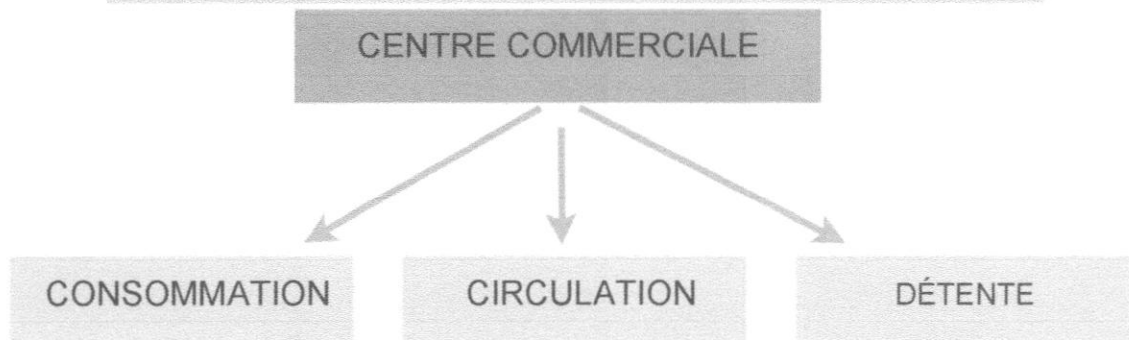 CENTRE COMMERCIALE
CONSOMMATION
CIRCULATION
DÉTENTE